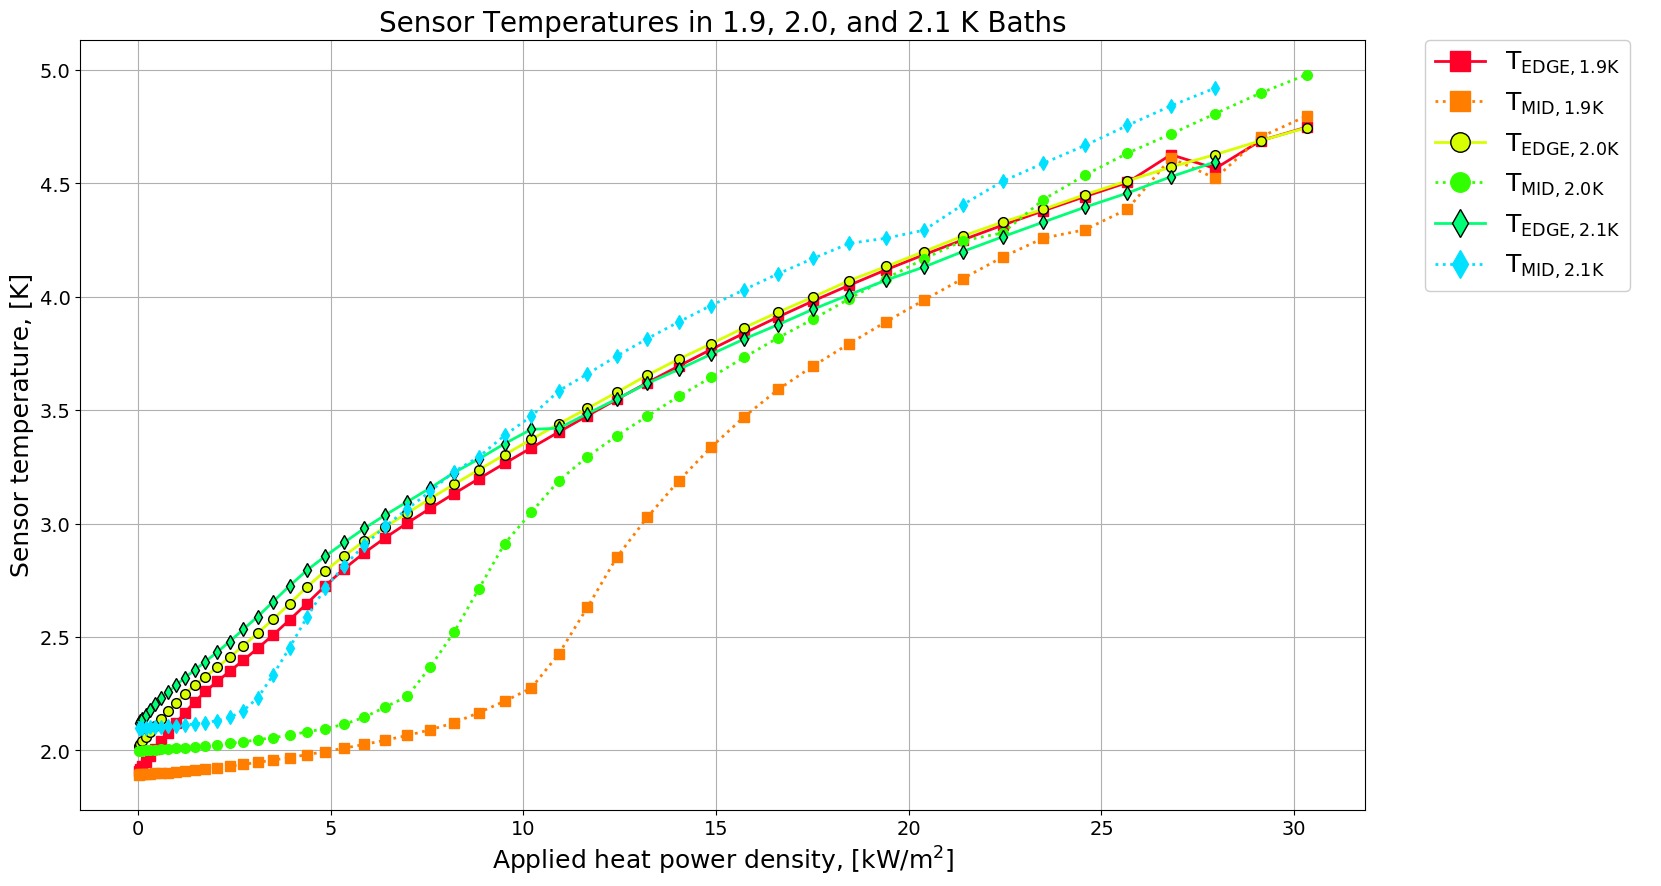 Sensor Temperatures in 1.9, 2.0, and 2.1 K Baths
T_EDGE, 1.9K
T_MID, 1.9K
T_EDGE, 2.0K
T_MID, 2.0K
T_EDGE, 2.1K
T_MID, 2.1K
Sensor temperature, [K]
5.0
4.5
4.0
3.5
3.0
2.5
2.0
0 5 10 15 20 25 30
Applied heat power density, [kW/m²]